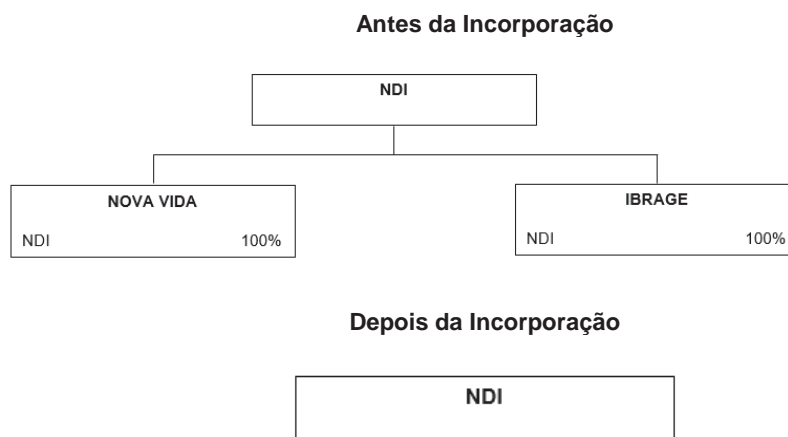 Antes da Incorporação
NDI
NOVA VIDA
NDI 100%
IBRAGE
NDI 100%
Depois da Incorporação
NDI